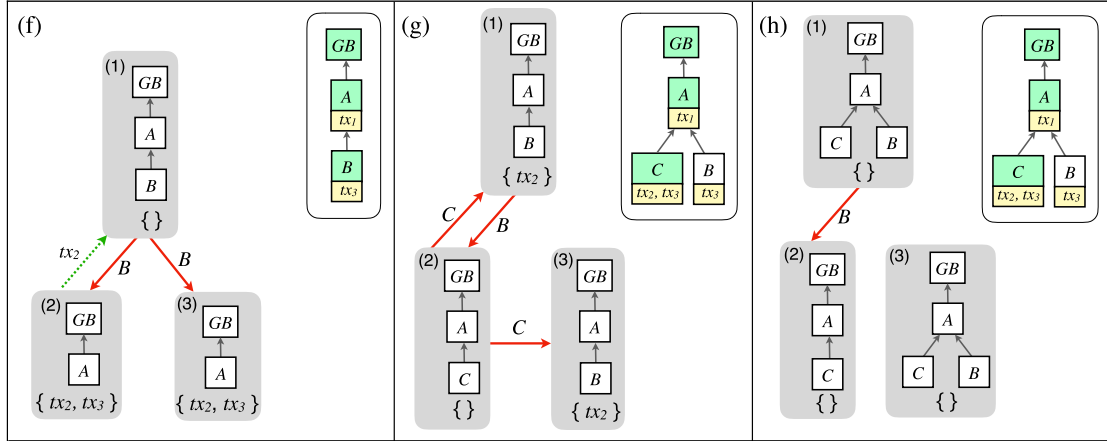 (f)
(1)
GB
A
B
{ }
tx2
B
B
(2)
GB
A
{ tx2, tx3 }
(3)
GB
A
{ tx2, tx3 }
GB
A
tx1
B
tx3
(g)
(1)
GB
A
B
{ tx2 }
C
B
(2)
GB
A
C
{ }
C
(3)
GB
A
B
{ tx2 }
GB
A
tx1
C
tx2, tx3
B
tx3
(h)
(1)
GB
A
C
B
{ }
B
(2)
GB
A
C
{ }
(3)
GB
A
C
B
{ }
GB
A
tx1
C
tx2, tx3
B
tx3